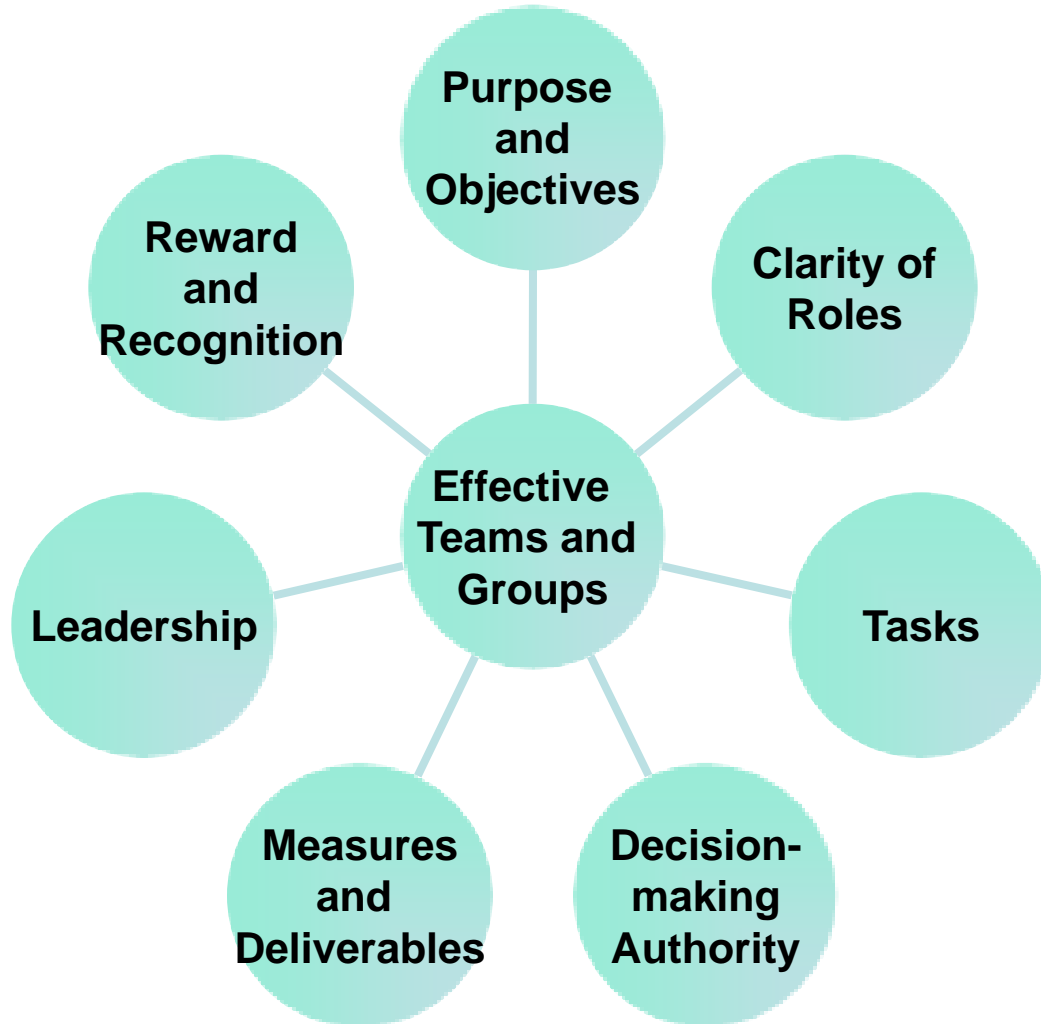 Purpose
and
Objectives
Clarity of
Roles
Tasks
Decision-
making
Authority
Measures
and
Deliverables
Leadership
Reward
and
Recognition
Effective
Teams and
Groups